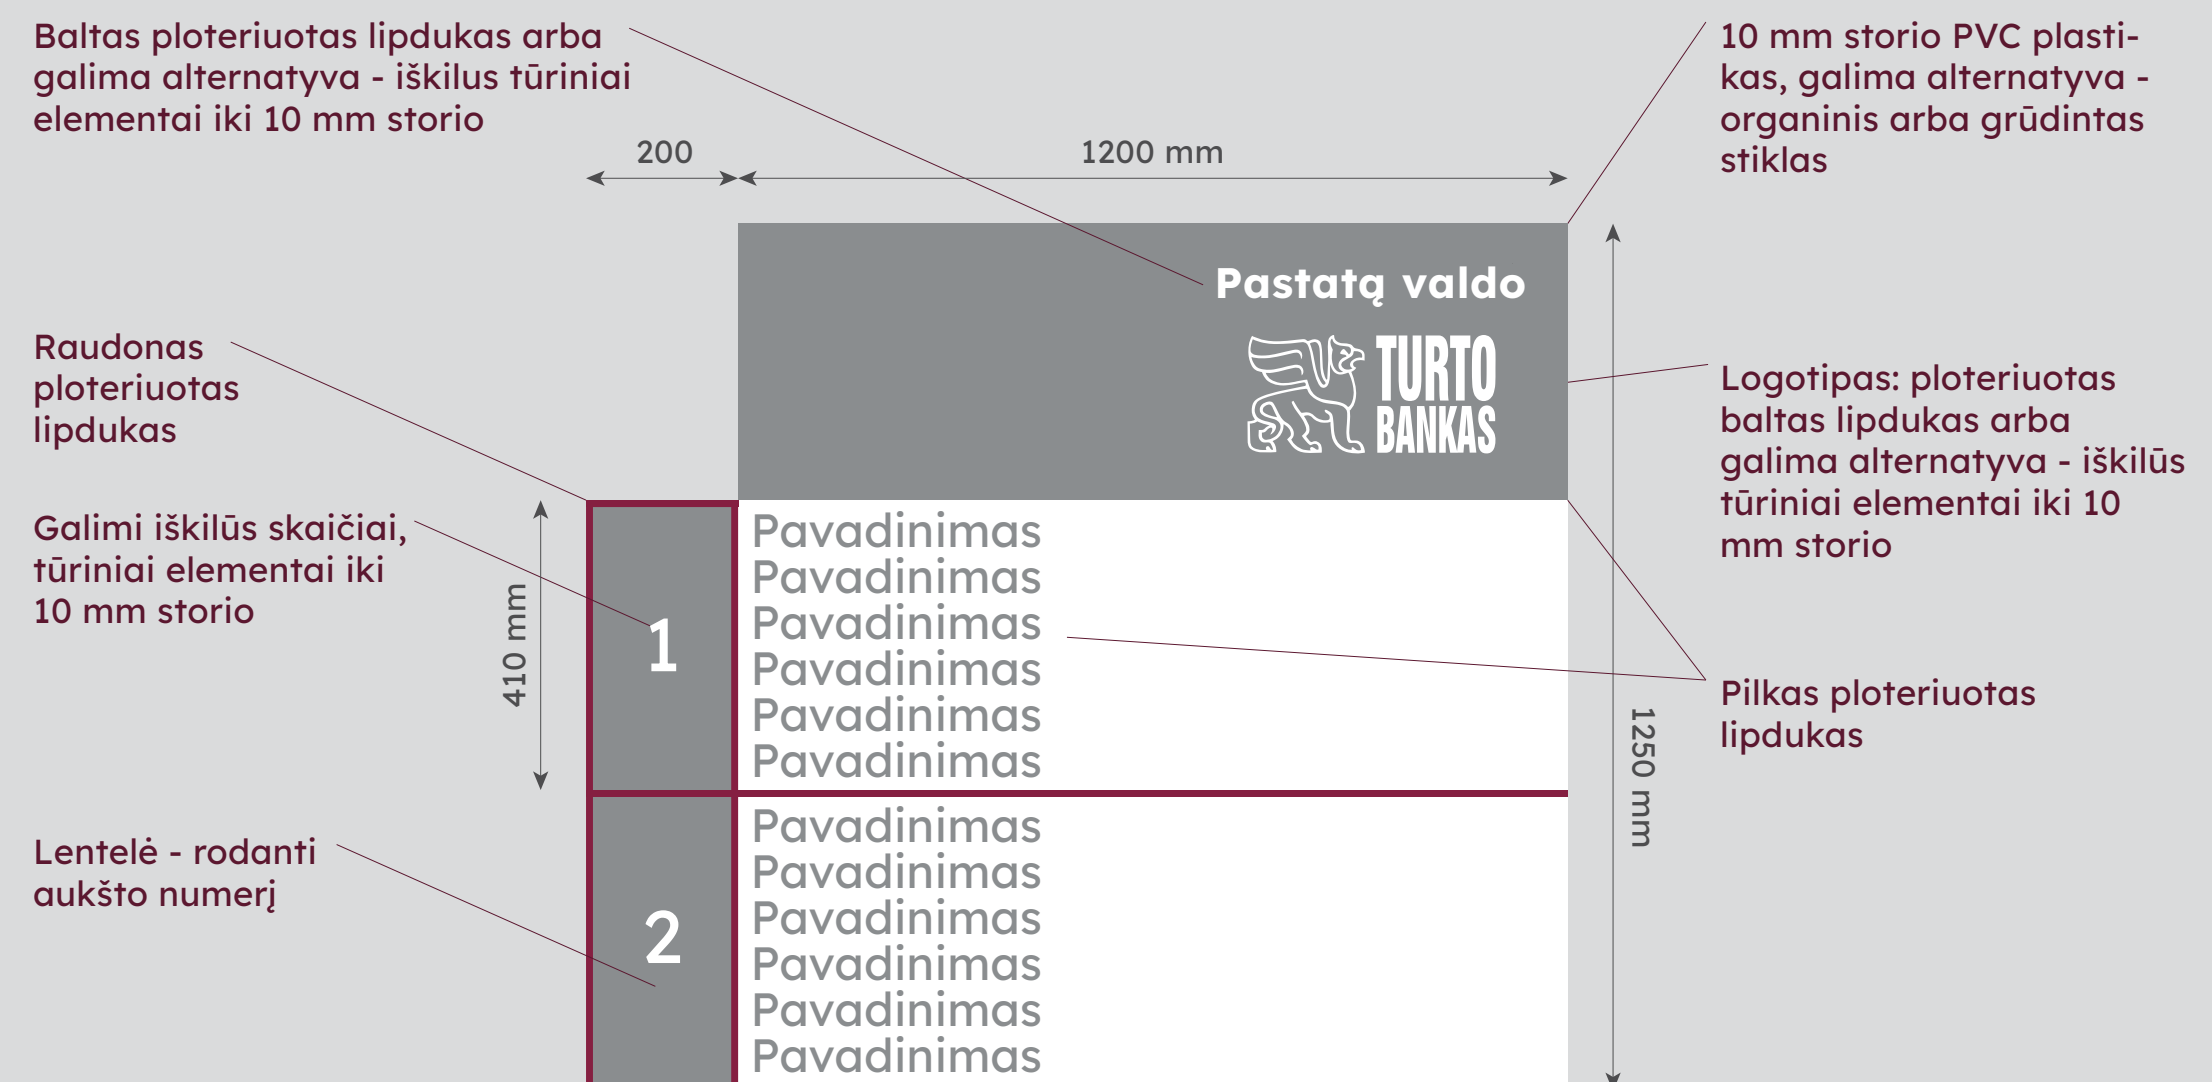 Baltas ploteriuotas lipdukas arba
galima alternatyva - iškilus tūriniai
elementai iki 10 mm storio
10 mm storio PVC plasti-
kas, galima alternatyva -
organinis arba grūdintas
stiklas
200
1200 mm
Pastatą valdo
TURTO
BANKAS
Raudonas
ploteriuotas
lipdukas
Logotipas: ploteriuotas
baltas lipdukas arba
galima alternatyva - iškilūs
tūriniai elementai iki 10
mm storio
Galimi iškilūs skaičiai,
tūriniai elementai iki
10 mm storio
410 mm
1
Pavadinimas
Pavadinimas
Pavadinimas
Pavadinimas
Pavadinimas
Pavadinimas
Pilkas ploteriuotas
lipdukas
1250 mm
Lentelė - rodanti
aukšto numerį
2
Pavadinimas
Pavadinimas
Pavadinimas
Pavadinimas
Pavadinimas
Pavadinimas